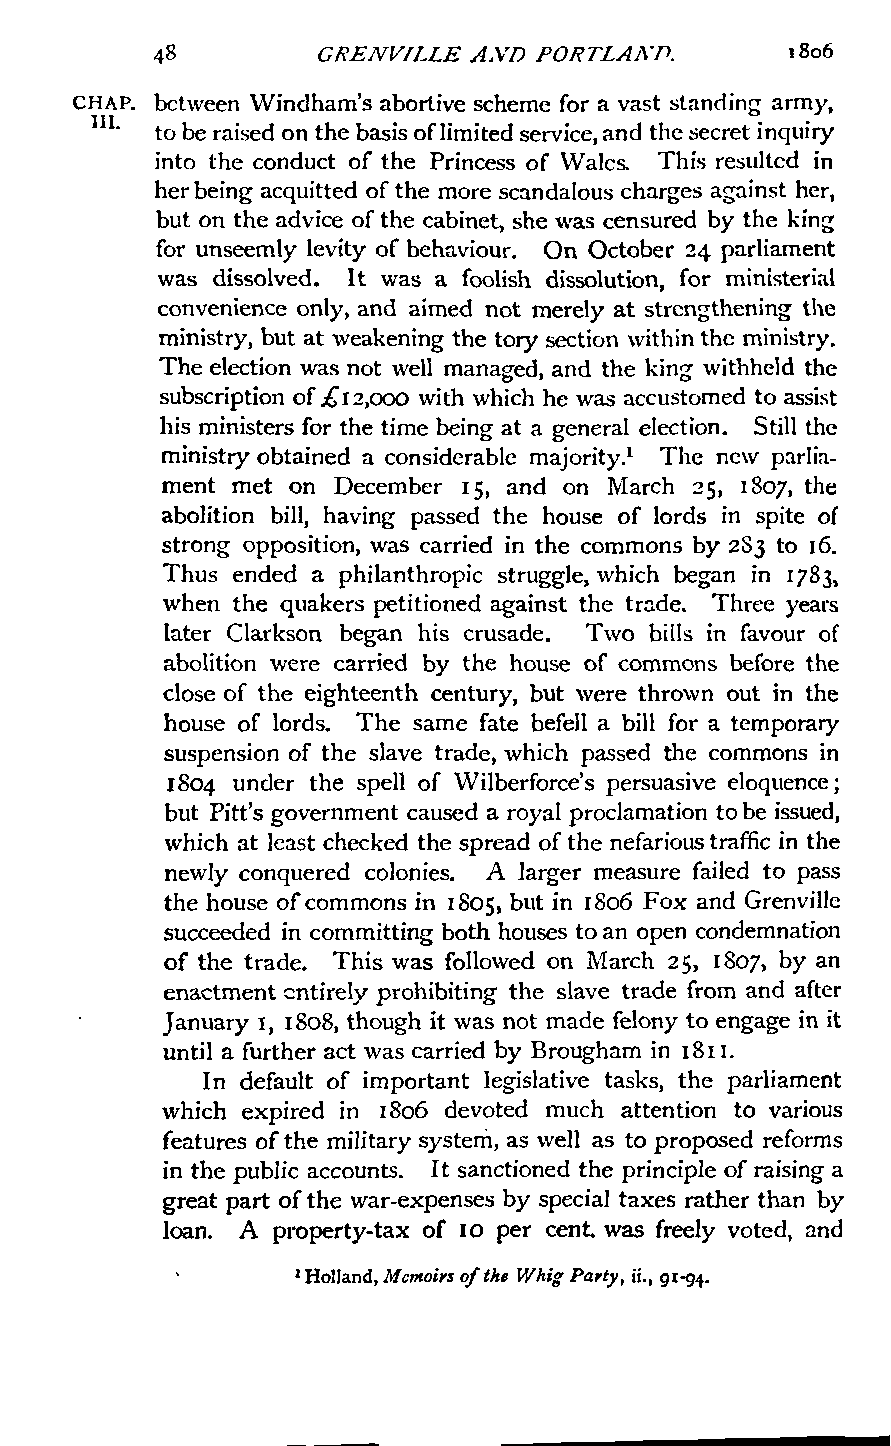 48 GRENVILLE AND PORTLAND. 1806
CHAP. between Windham's abortive scheme for a vast standing army,
III. to be raised on the basis of limited service, and the secret inquiry
into the conduct of the Princess of Wales. This resulted in
her being acquitted of the more scandalous charges against her,
but on the advice of the cabinet, she was censured by the king
for unseemly levity of behaviour. On October 24 parliament
was dissolved. It was a foolish dissolution, for ministerial
convenience only, and aimed not merely at strengthening the
ministry, but at weakening the tory section within the ministry.
The election was not well managed, and the king withheld the
subscription of £12,000 with which he was accustomed to assist
his ministers for the time being at a general election. Still the
ministry obtained a considerable majority.¹ The new parlia-
ment met on December 15, and on March 25, 1807, the
abolition bill, having passed the house of lords in spite of
strong opposition, was carried in the commons by 283 to 16.
Thus ended a philanthropic struggle, which began in 1783,
when the quakers petitioned against the trade. Three years
later Clarkson began his crusade. Two bills in favour of
abolition were carried by the house of commons before the
close of the eighteenth century, but were thrown out in the
house of lords. The same fate befell a bill for a temporary
suspension of the slave trade, which passed the commons in
1804 under the spell of Wilberforce's persuasive eloquence;
but Pitt's government caused a royal proclamation to be issued,
which at least checked the spread of the nefarious traffic in the
newly conquered colonies. A larger measure failed to pass
the house of commons in 1805, but in 1806 Fox and Grenville
succeeded in committing both houses to an open condemnation
of the trade. This was followed on March 25, 1807, by an
enactment entirely prohibiting the slave trade from and after
January 1, 1808, though it was not made felony to engage in it
until a further act was carried by Brougham in 1811.
In default of important legislative tasks, the parliament
which expired in 1806 devoted much attention to various
features of the military system, as well as to proposed reforms
in the public accounts. It sanctioned the principle of raising a
great part of the war-expenses by special taxes rather than by
loan. A property-tax of 10 per cent. was freely voted, and
¹ Holland, Memoirs of the Whig Party, ii., 91-94.